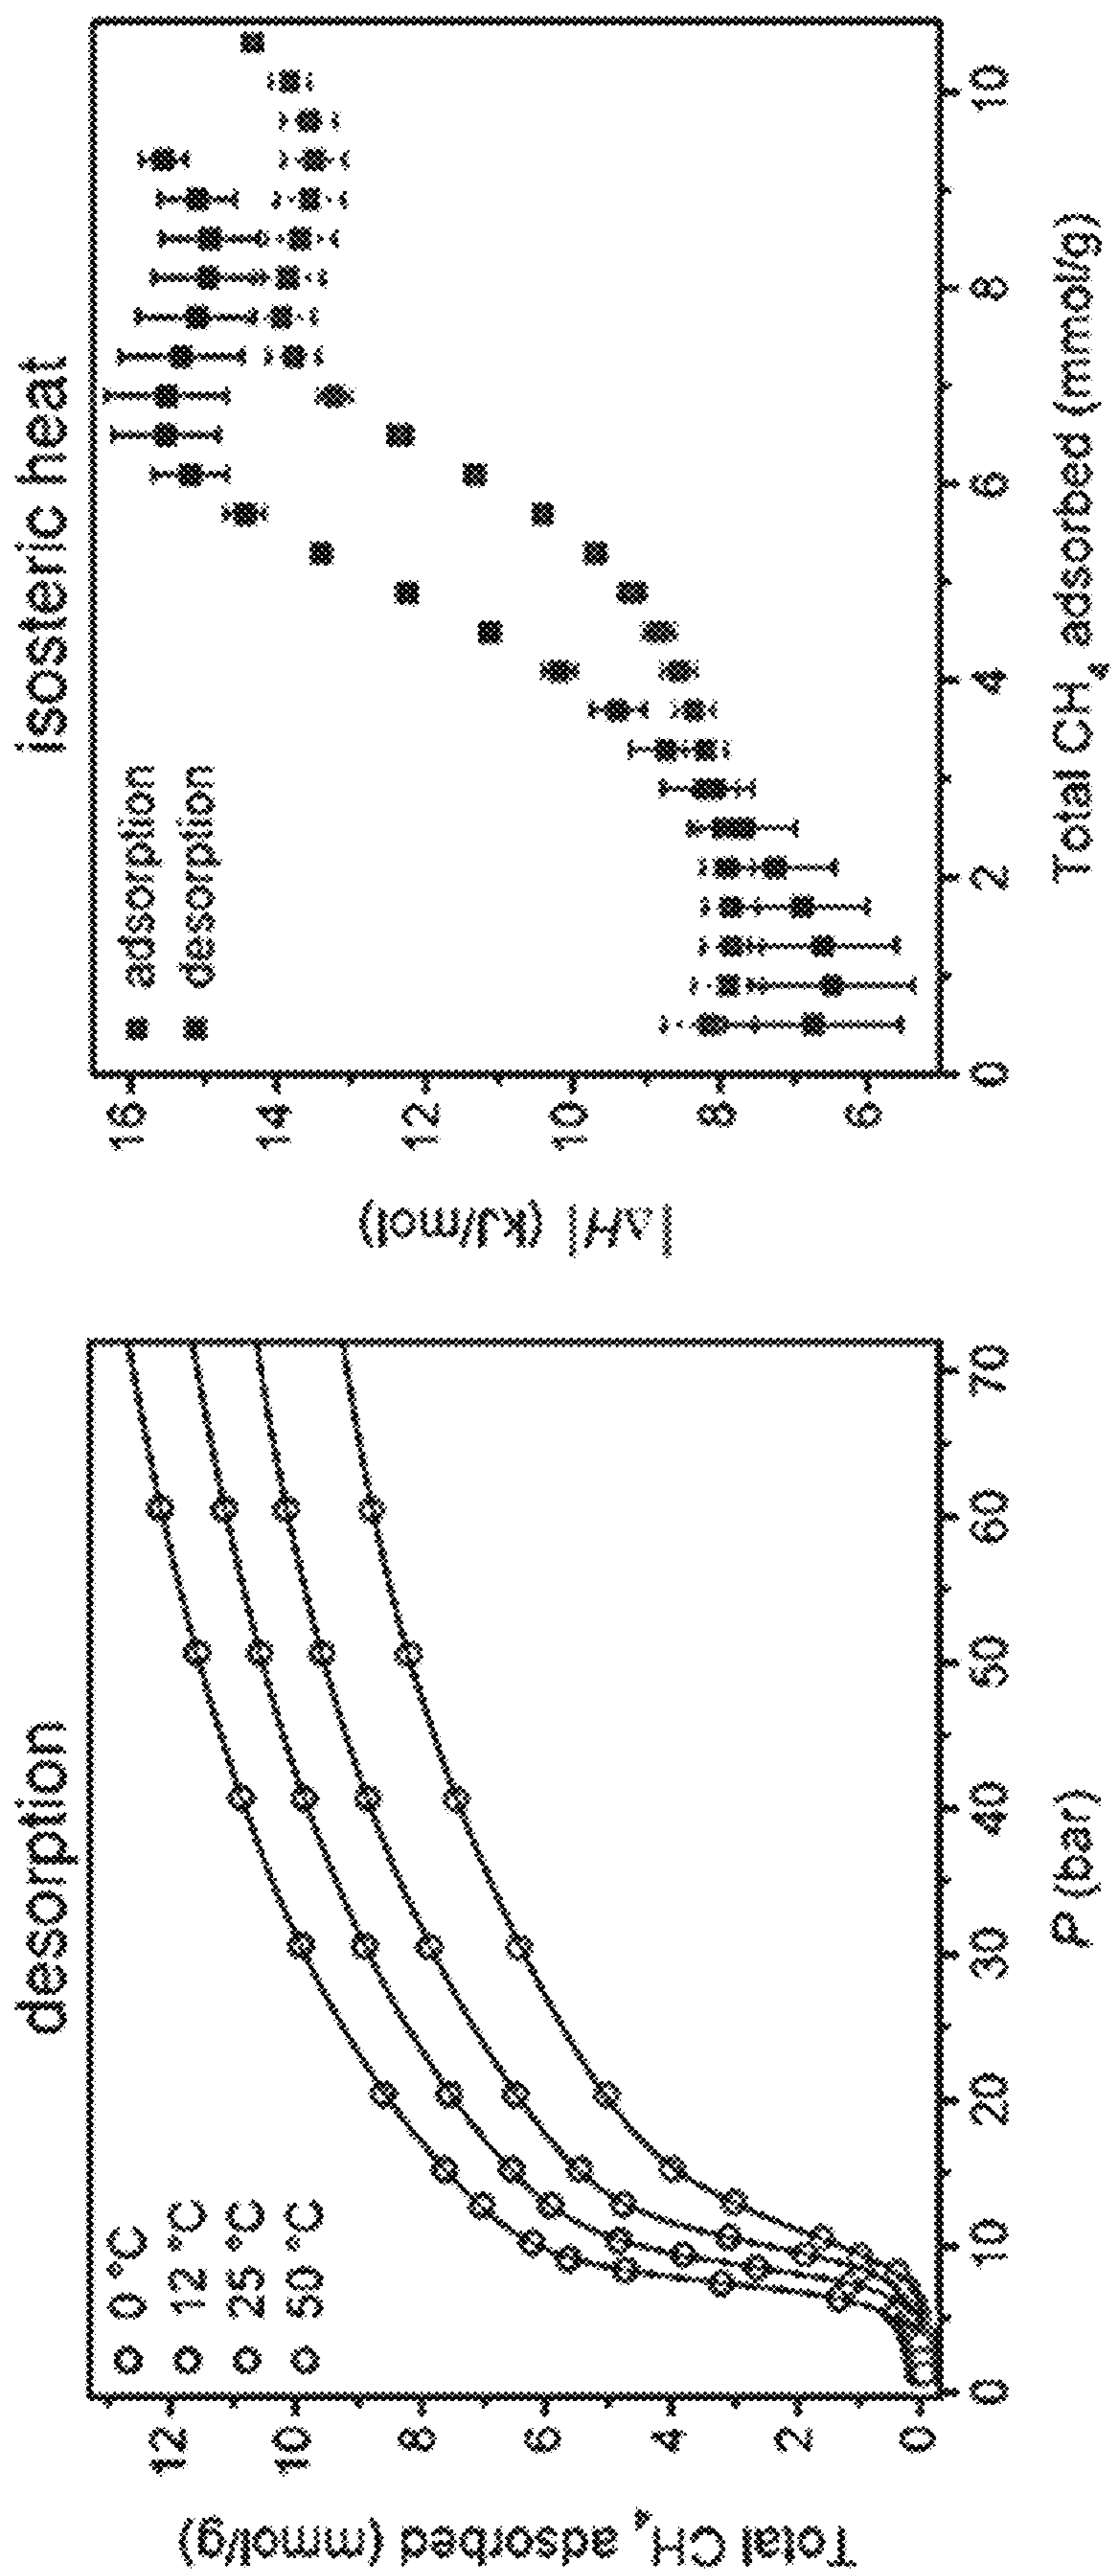 desorption
0 °C
12 °C
25 °C
50 °C
12
10
8
6
4
2
0
0 10 20 30 40 50 60 70
Total CH4 adsorbed (mmol/g)
P (bar)
isosteric heat
adsorption
desorption
16
14
12
10
8
6
0 2 4 6 8 10
|ΔH| (kJ/mol)
Total CH4 adsorbed (mmol/g)